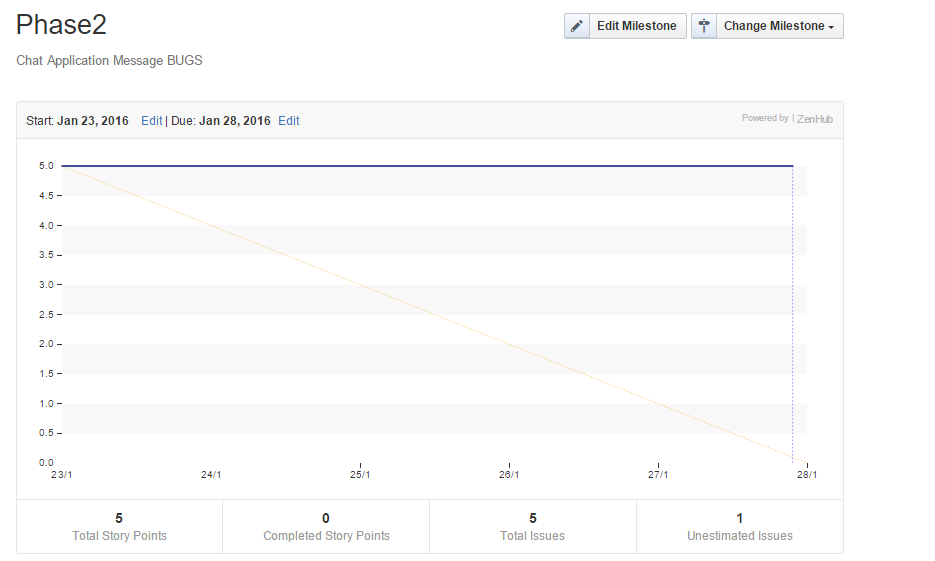 Phase2
Edit Milestone
Change Milestone
Chat Application Message BUGS
Start: Jan 23, 2016 Edit | Due: Jan 28, 2016 Edit
Powered by | ZenHub
5.0
4.5
4.0
3.5
3.0
2.5
2.0
1.5
1.0
0.5
0.0
23/1 24/1 25/1 26/1 27/1 28/1
5 0 5 1
Total Story Points Completed Story Points Total Issues Unestimated Issues